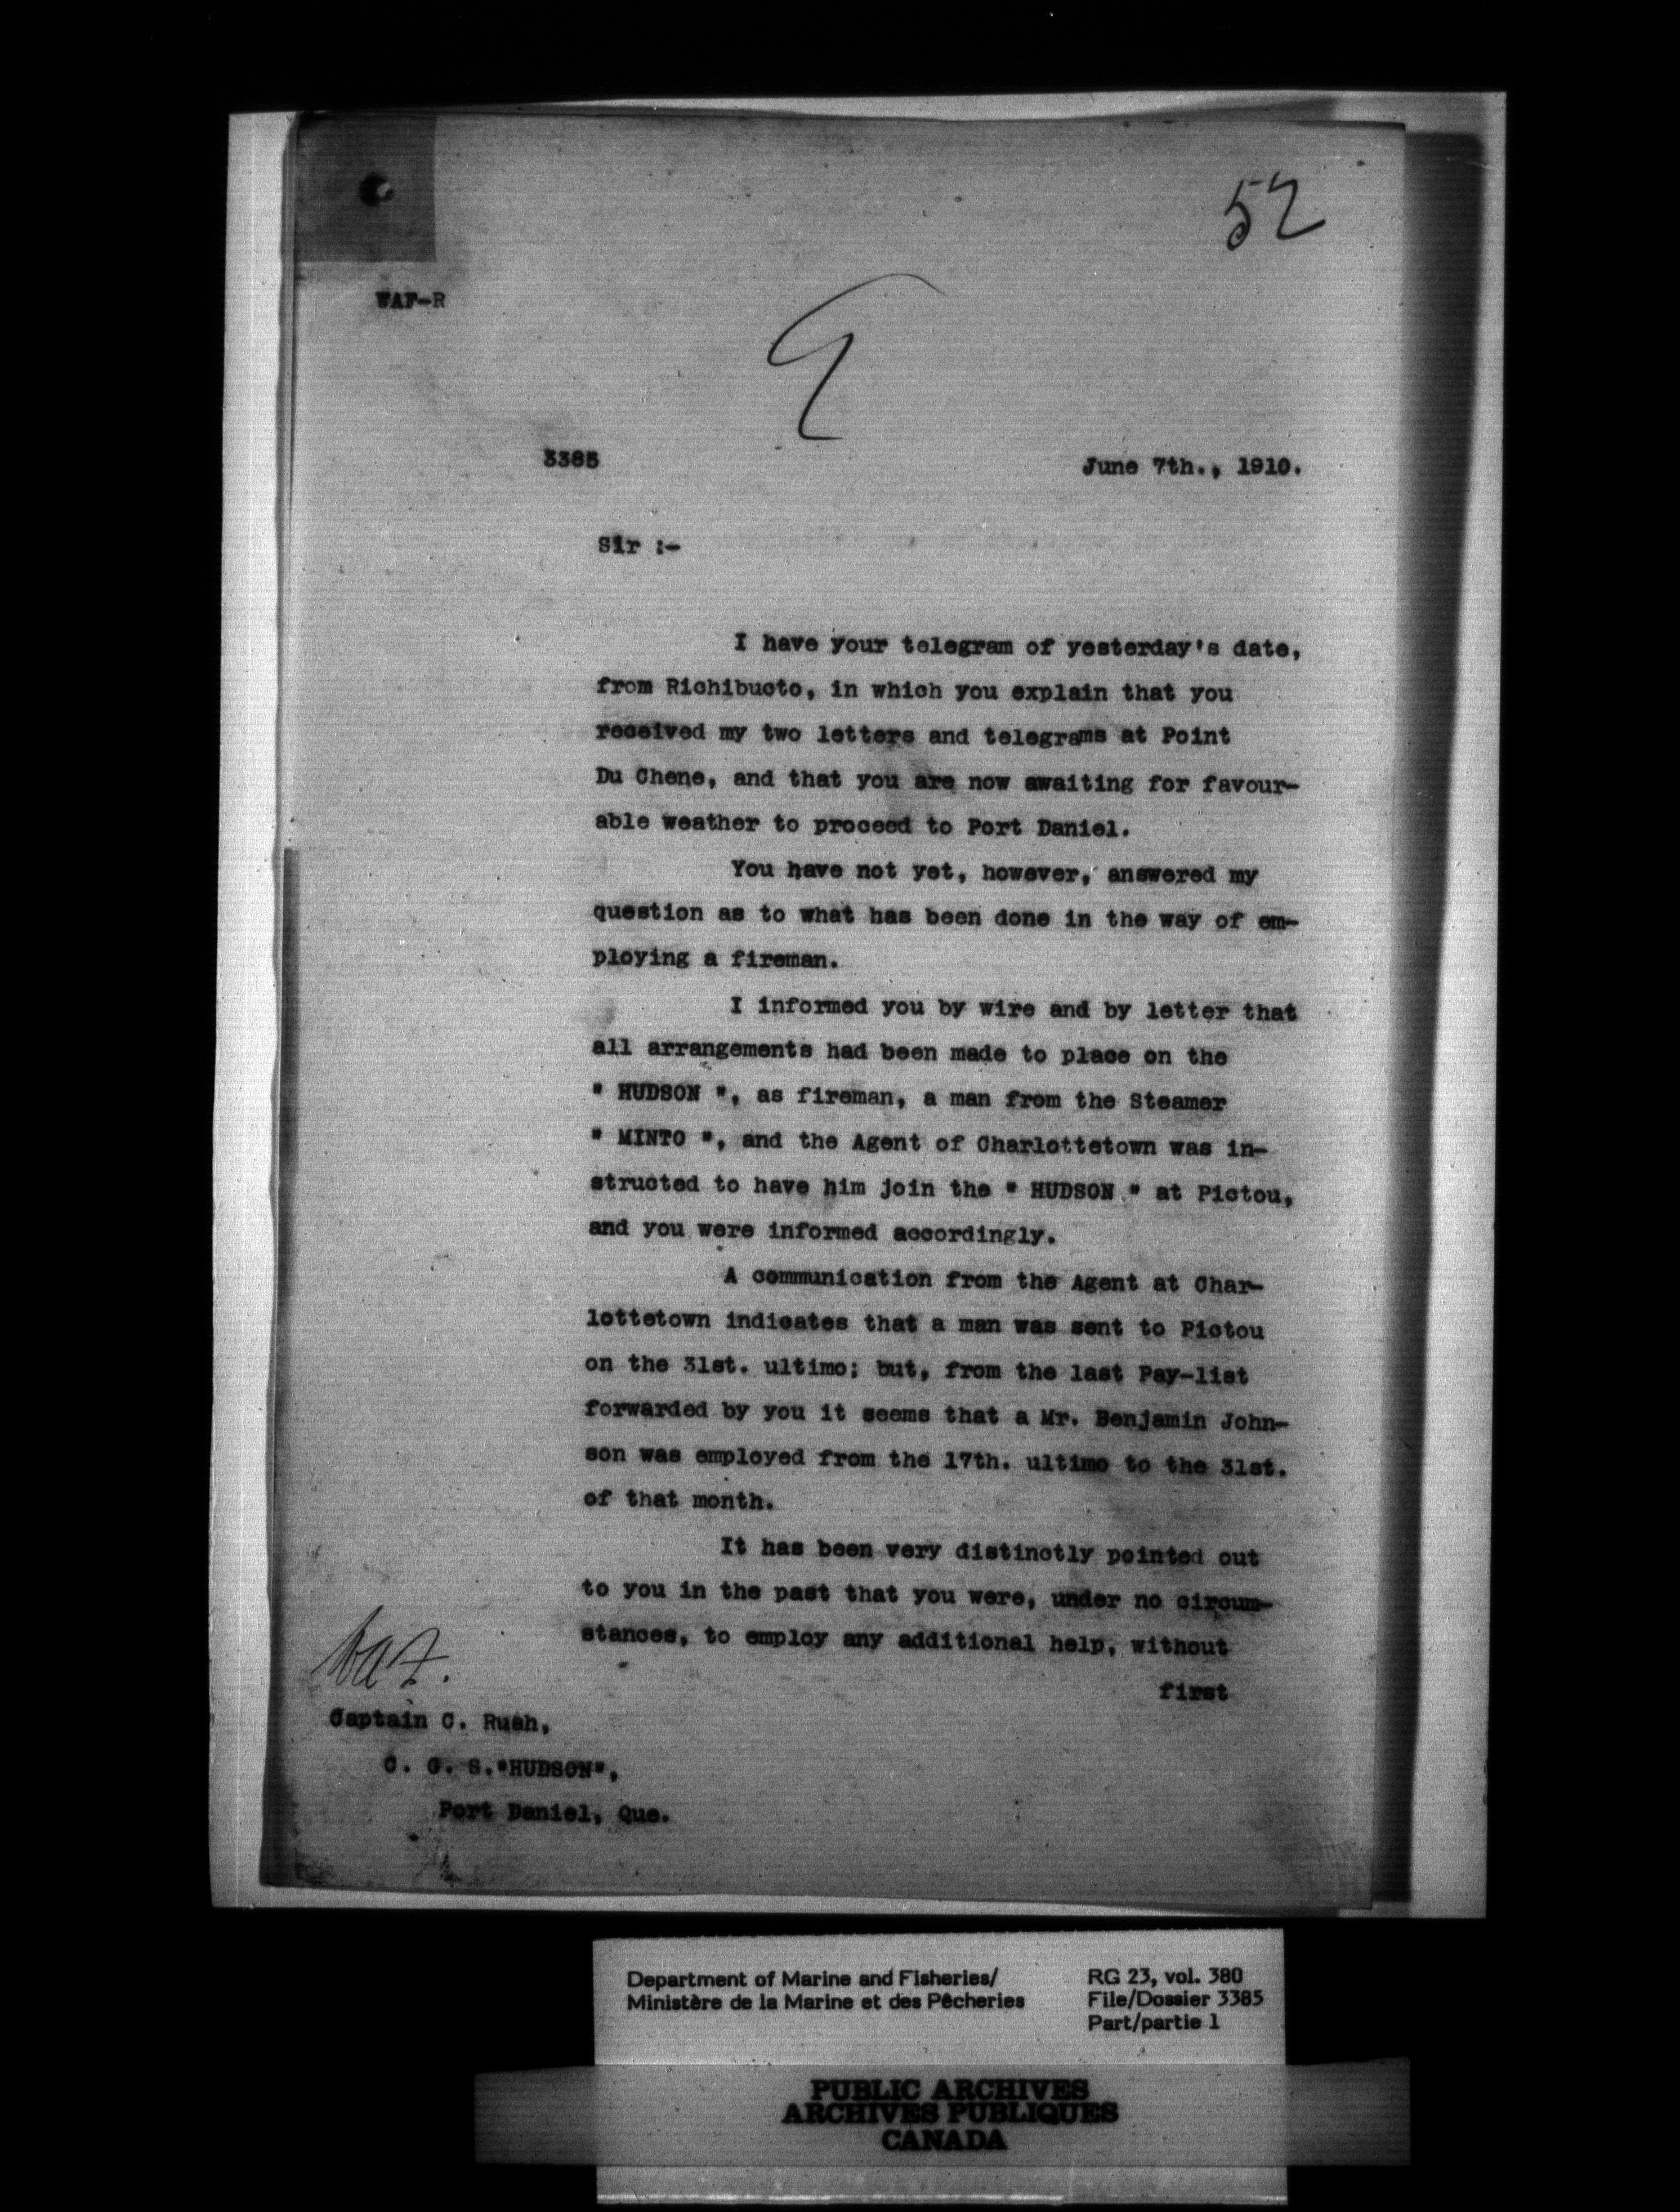 52
WAF-R
3385
June 7th., 1910.
Sir :-
I have your telegram of yesterday's date,
from Richibucto, in which you explain that you
received my two letters and telegrams at Point
Du Chene, and that you are now awaiting for favour-
able weather to proceed to Port Daniel.
You have not yet, however, answered my
question as to what has been done in the way of em-
ploying a fireman.
I informed you by wire and by letter that
all arrangements had been made to place on the
" HUDSON ", as fireman, a man from the Steamer
" MINTO ", and the Agent of Charlottetown was in-
structed to have him join the " HUDSON " at Pictou,
and you were informed accordingly.
A communication from the Agent at Char-
lottetown indicates that a man was sent to Pictou
on the 31st. ultimo; but, from the last Pay-list
forwarded by you it seems that a Mr. Benjamin John-
son was employed from the 17th. ultimo to the 31st.
of that month.
It has been very distinctly pointed out
to you in the past that you were, under no circum-
stances, to employ any additional help, without
first
Captain C. Rush,
C. G. S."HUDSON",
Port Daniel, Que.
Department of Marine and Fisheries/
Ministère de la Marine et des Pêcheries
RG 23, vol. 380
File/Dossier 3385
Part/partie 1
PUBLIC ARCHIVES
ARCHIVES PUBLIQUES
CANADA